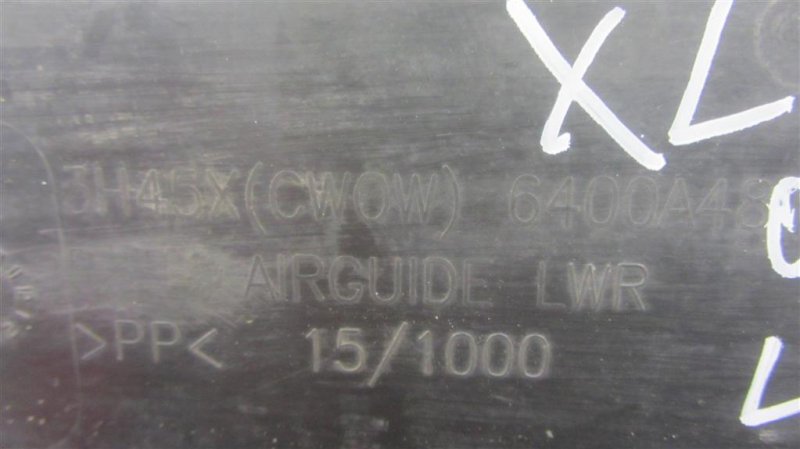 XL
3H45X(CWOW) 6400A48
AIRGUIDE LWR
>PP< 15/1000